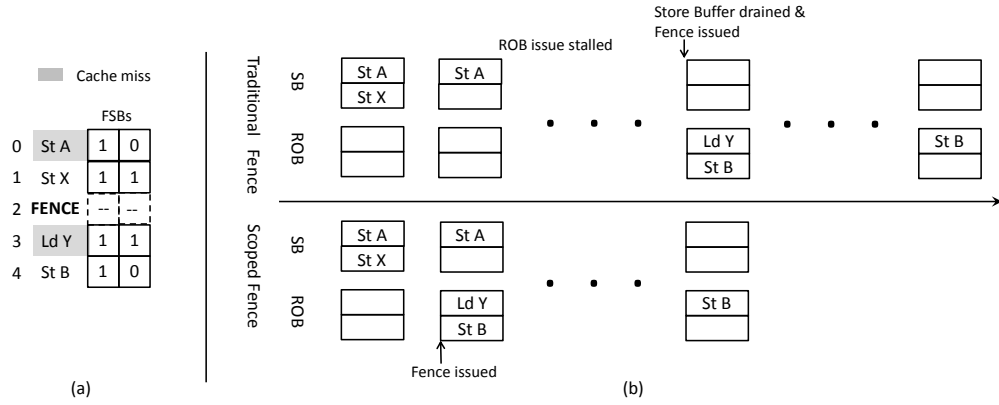 Cache miss
FSBs
0 St A 1 0
1 St X 1 1
2 FENCE -- --
3 Ld Y 1 1
4 St B 1 0
(a)
Store Buffer drained &
Fence issued
ROB issue stalled
Traditional Fence
SB
St A
St X
St A
ROB
Ld Y
St B
St B
Scoped Fence
SB
St A
St X
St A
ROB
Ld Y
St B
St B
Fence issued
(b)